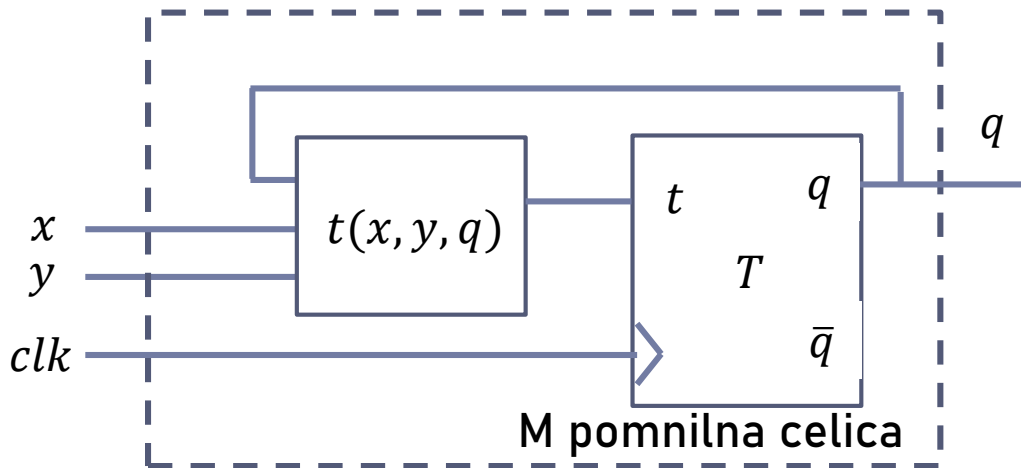 q
x
t(x, y, q)
t
q
y
T
clk
q̅
M pomnilna celica